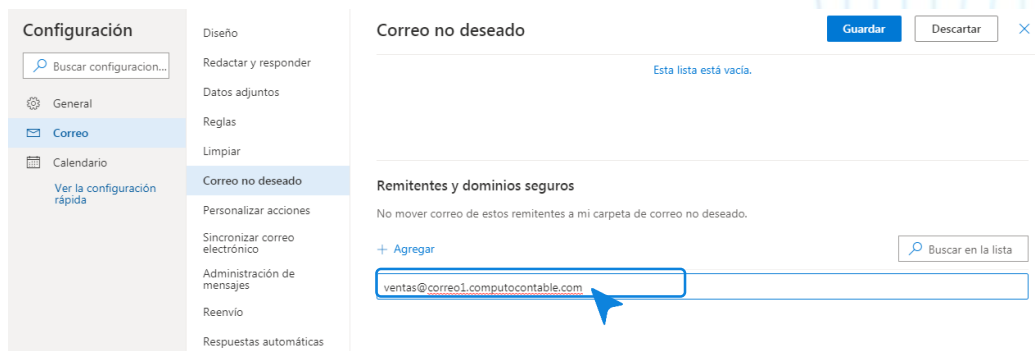 Configuración
Buscar configuracion...
General
Correo
Calendario
Ver la configuración
rápida
Diseño
Redactar y responder
Datos adjuntos
Reglas
Limpiar
Correo no deseado
Personalizar acciones
Sincronizar correo
electrónico
Administración de
mensajes
Reenvío
Respuestas automáticas
Correo no deseado
Guardar
Descartar
Esta lista está vacía.
Remitentes y dominios seguros
No mover correo de estos remitentes a mi carpeta de correo no deseado.
Agregar
Buscar en la lista
ventas@correo1.computocontable.com